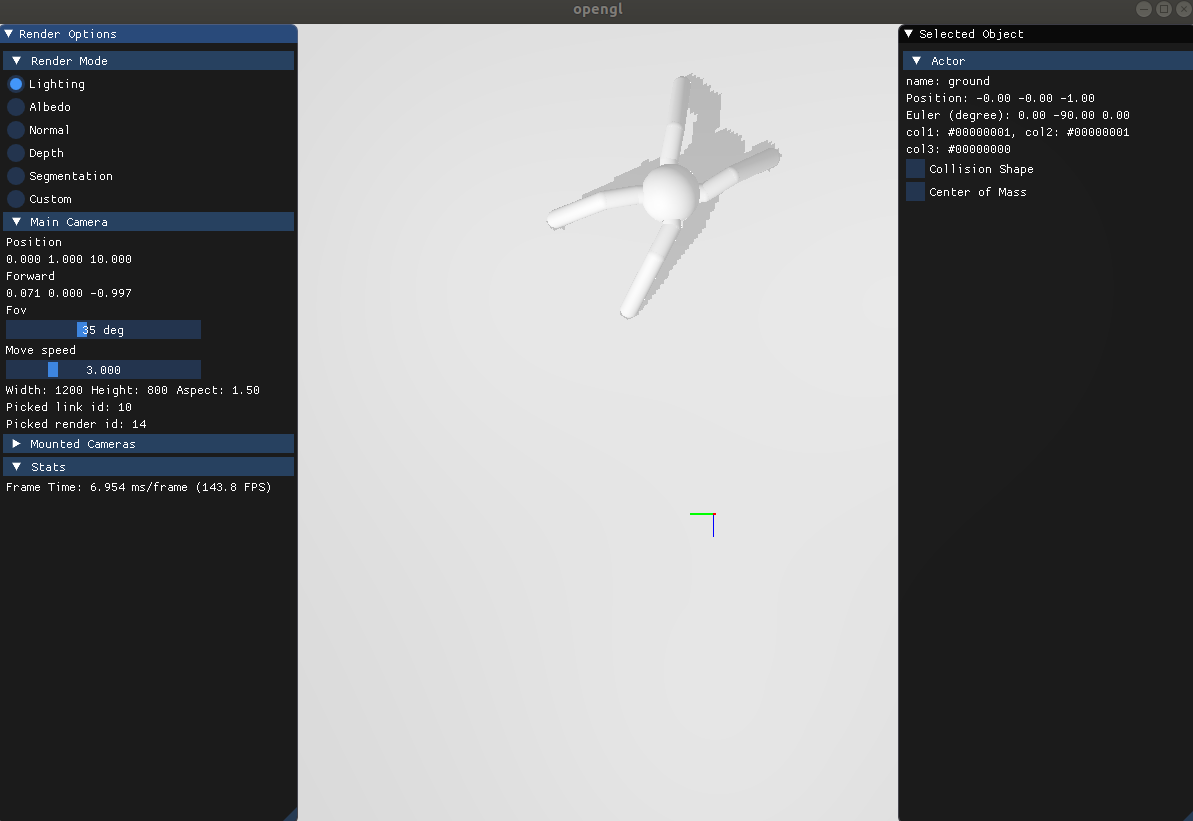 opengl
Render Options
Render Mode
Lighting
Albedo
Normal
Depth
Segmentation
Custom
Main Camera
Position
0.000 1.000 10.000
Forward
0.071 0.000 -0.997
Fov
35 deg
Move speed
3.000
Width: 1200 Height: 800 Aspect: 1.50
Picked link id: 10
Picked render id: 14
Mounted Cameras
Stats
Frame Time: 6.954 ms/frame (143.8 FPS)
Selected Object
Actor
name: ground
Position: -0.00 -0.00 -1.00
Euler (degree): 0.00 -90.00 0.00
col1: #00000001, col2: #00000001
col3: #00000000
Collision Shape
Center of Mass